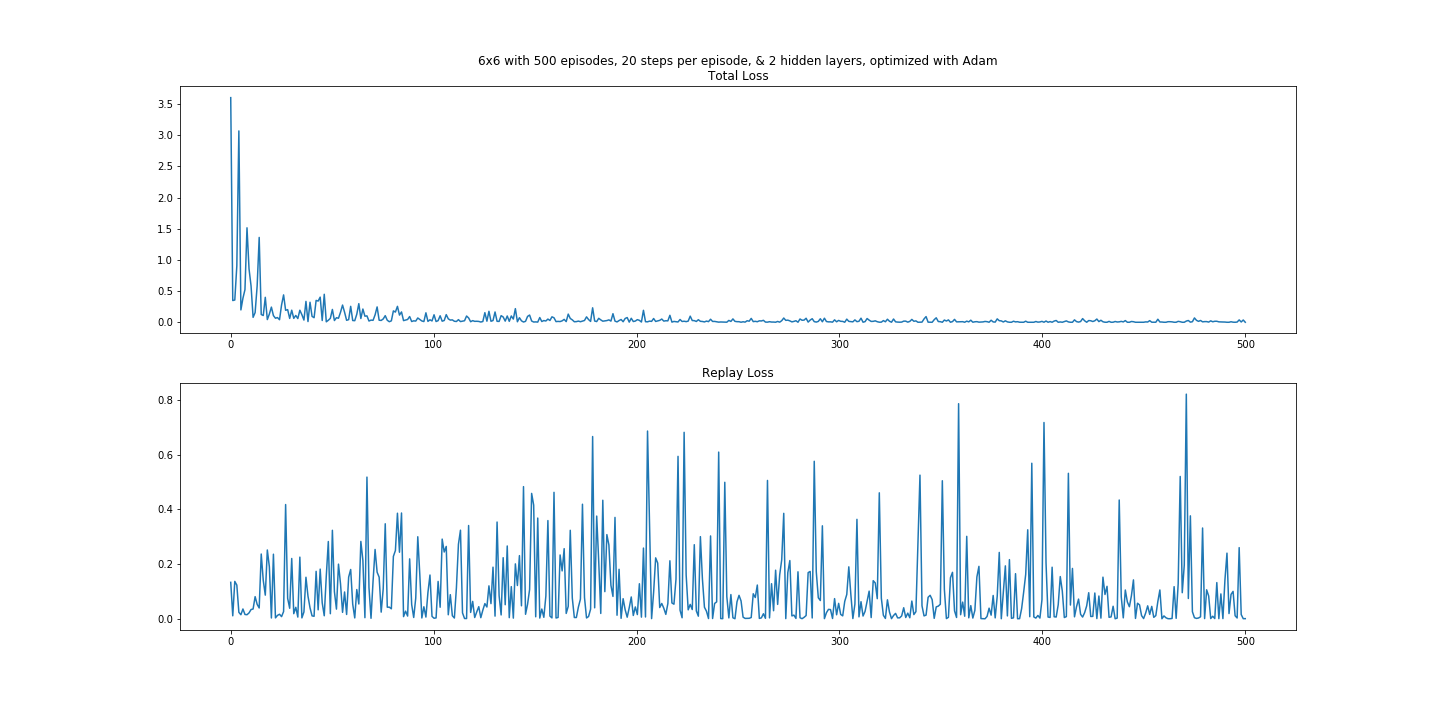 6x6 with 500 episodes, 20 steps per episode, & 2 hidden layers, optimized with Adam
Total Loss
3.5
3.0
2.5
2.0
1.5
1.0
0.5
0.0
0 100 200 300 400 500
Replay Loss
0.8
0.6
0.4
0.2
0.0
0 100 200 300 400 500